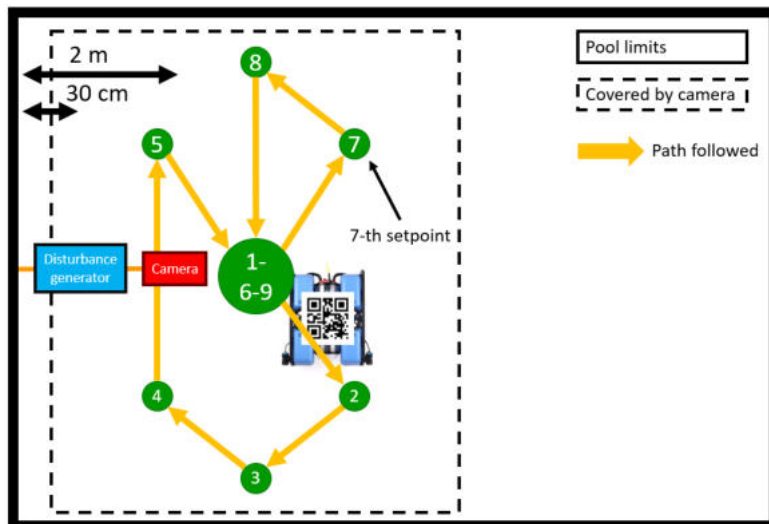 2 m
30 cm
8
5
7
7-th setpoint
Disturbance
generator
Camera
1-
6-9
4
2
3
Pool limits
Covered by camera
Path followed